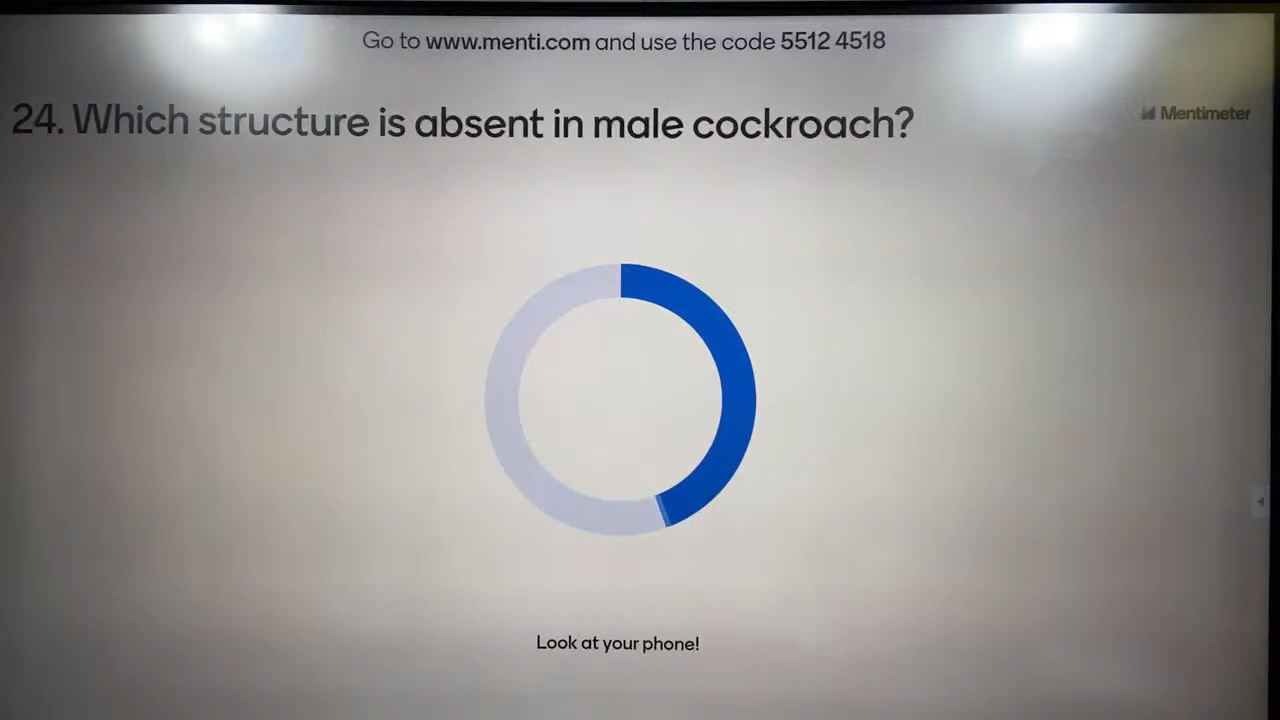 Go to www.menti.com and use the code 5512 4518
24. Which structure is absent in male cockroach?
Mentimeter
Look at your phone!